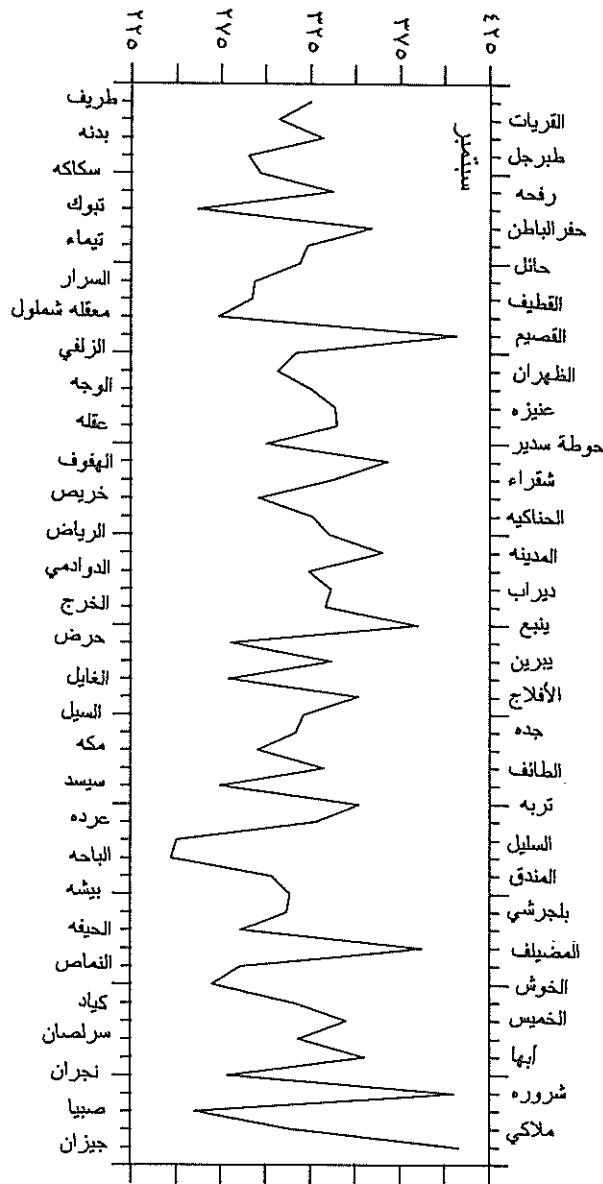 ٢٢٥ ٢٧٥ ٣٢٥ ٣٧٥ ٤٢٥
سبتمبر
طريف
القريات
بدنه
طبرجل
سكاكه
رفحه
تبوك
حفر الباطن
تيماء
حائل
السرار
القطيف
معقله شملول
القصيم
الزلفي
الظهران
الوجه
عنيزه
عقله
حوطة سدير
الهفوف
شقراء
خريص
الحناكيه
الرياض
المدينه
الدوادمي
ديراب
الخرج
ينبع
حرض
يبرين
الغايل
الأفلاج
السيل
جده
مكه
الطائف
سيسد
تربه
عرده
السليل
الباحه
المندق
بيشه
بلجرشي
الحيفه
المضيلف
النماص
الخوش
كياد
الخميس
سرلصان
أبها
نجران
شروره
صبيا
ملاكي
جيزان